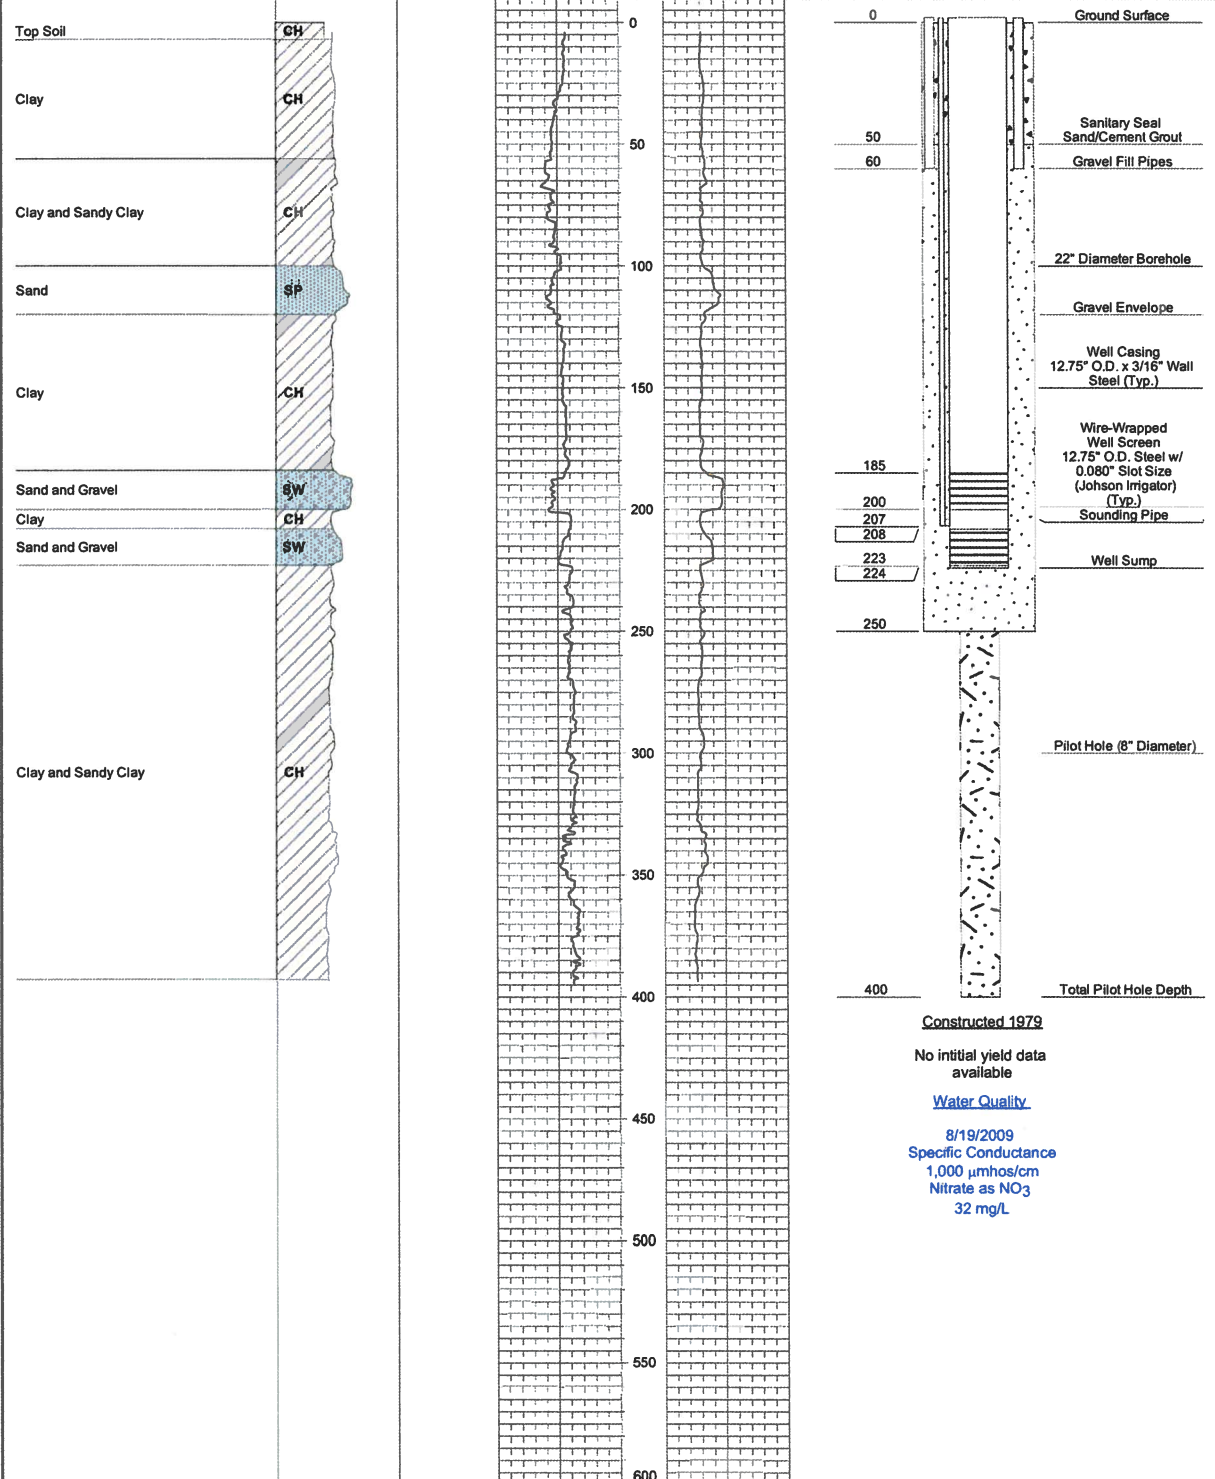 Top Soil
CH
Clay
CH
Clay and Sandy Clay
CH
Sand
SP
Clay
CH
Sand and Gravel
SW
Clay
CH
Sand and Gravel
SW
Clay and Sandy Clay
CH
0
50
100
150
200
250
300
350
400
450
500
550
600
0
Ground Surface
Sanitary Seal
50
Sand/Cement Grout
60
Gravel Fill Pipes
22" Diameter Borehole
Gravel Envelope
Well Casing
12.75" O.D. x 3/16" Wall
Steel (Typ.)
Wire-Wrapped
Well Screen
12.75" O.D. Steel w/
0.080" Slot Size
(Johson Irrigator)
(Typ.)
185
200
207
Sounding Pipe
208
223
Well Sump
224
250
Pilot Hole (8" Diameter)
400
Total Pilot Hole Depth
Constructed 1979
No intitial yield data
available
Water Quality
8/19/2009
Specific Conductance
1,000 µmhos/cm
Nitrate as NO3
32 mg/L